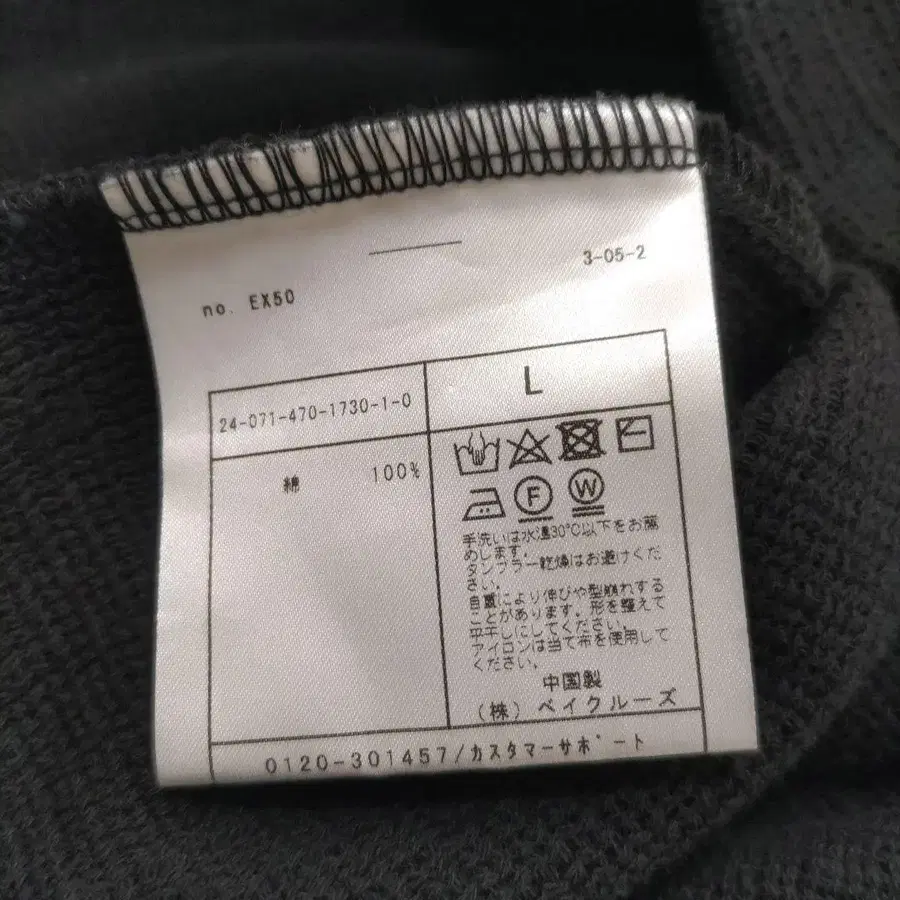 3-05-2
no. EX50
24-071-470-1730-1-0
L
綿 100%
F
W
手洗いは水温30℃以下をお薦
めします。
タンブラー乾燥はお避けくだ
さい。
自重により伸びや型崩れする
ことがあります。形を整えて
平干しにしてください。
アイロンは当て布を使用して
ください。
中国製
(株) ベイクルーズ
0120-301457/カスタマーサポート